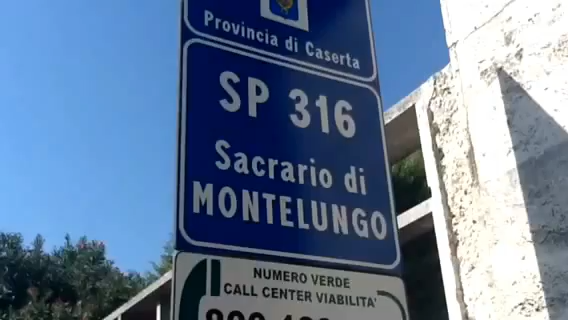 Provincia di Caserta
SP 316
Sacrario di
MONTELUNGO
NUMERO VERDE
CALL CENTER VIABILITA'